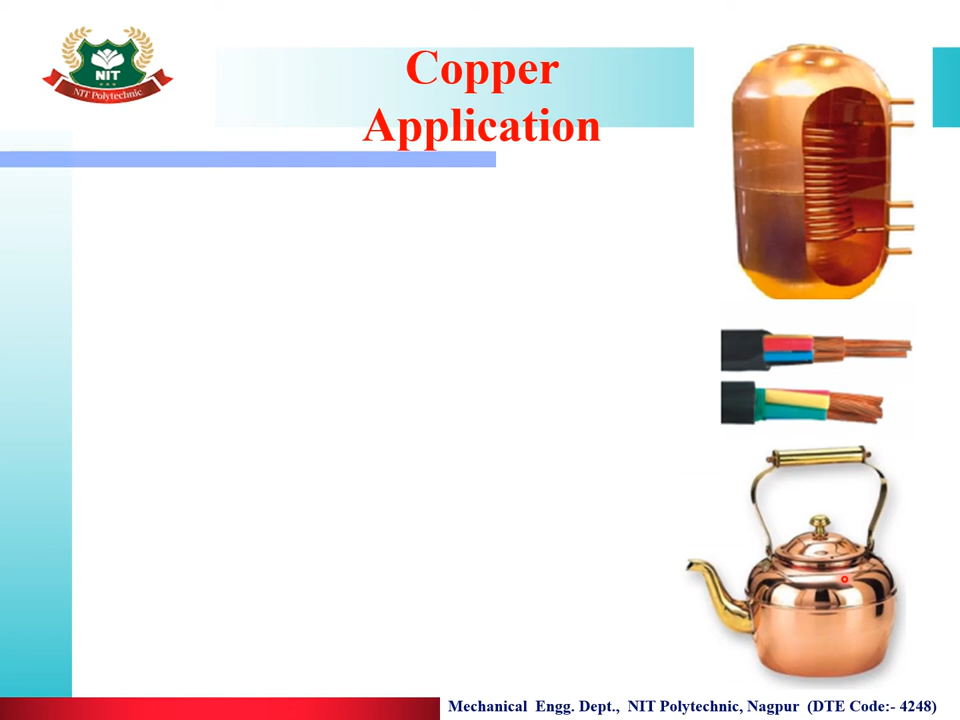 NIT
NIT Polytechnic
Copper
Application
Mechanical Engg. Dept., NIT Polytechnic, Nagpur (DTE Code:- 4248)